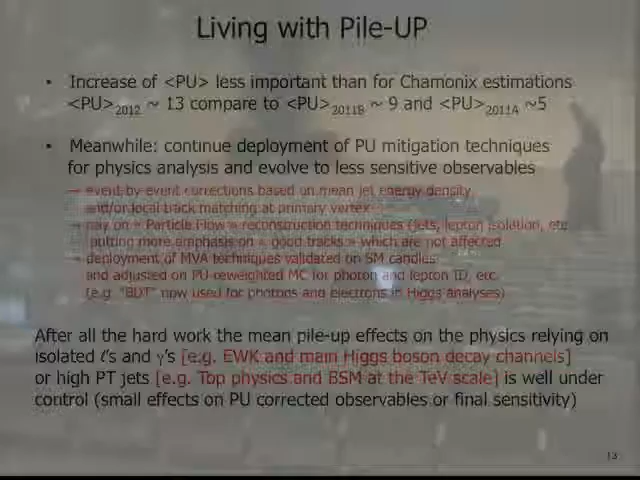 Living with Pile-UP
• Increase of <PU> less important than for Chamonix estimations
<PU>2012 ~ 13 compare to <PU>2011B ~ 9 and <PU>2011A ~5
• Meanwhile: continue deployment of PU mitigation techniques
for physics analysis and evolve to less sensitive observables
→ event by event corrections based on mean jet energy density
and/or local track matching at primary vertex
→ rely on « Particle Flow » reconstruction techniques (jets, lepton isolation, etc
putting more emphasis on « good tracks » which are not affected
→ deployment of MVA techniques validated on SM candles
and adjusted on PU-reweighted MC for photon and lepton ID, etc.
(e.g. "BDT" now used for photons and electrons in Higgs analyses)
After all the hard work the mean pile-up effects on the physics relying on
isolated ℓ's and γ's [e.g. EWK and main Higgs boson decay channels]
or high PT jets [e.g. Top physics and BSM at the TeV scale] is well under
control (small effects on PU corrected observables or final sensitivity)
13